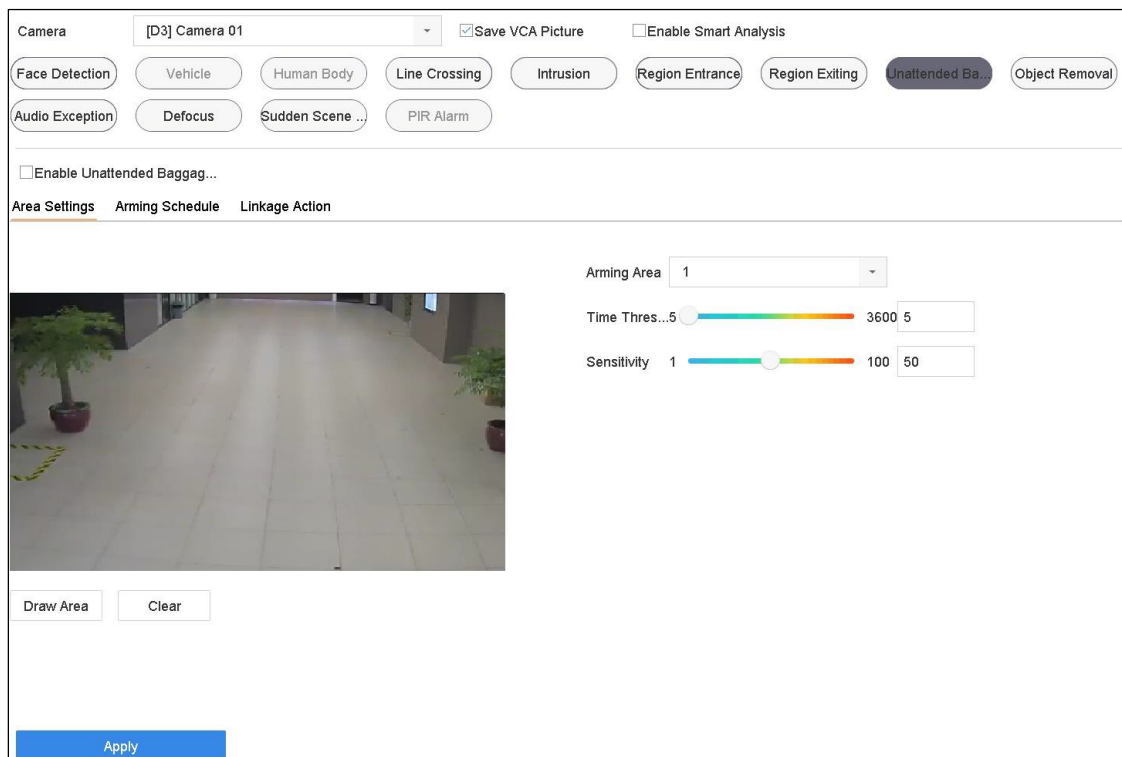 Camera [D3] Camera 01 Save VCA Picture Enable Smart Analysis
Face Detection Vehicle Human Body Line Crossing Intrusion Region Entrance Region Exiting Unattended Ba... Object Removal
Audio Exception Defocus Sudden Scene ... PIR Alarm
Enable Unattended Baggag...
Area Settings Arming Schedule Linkage Action
Arming Area 1
Time Thres...5 3600 5
Sensitivity 1 100 50
Draw Area Clear
Apply